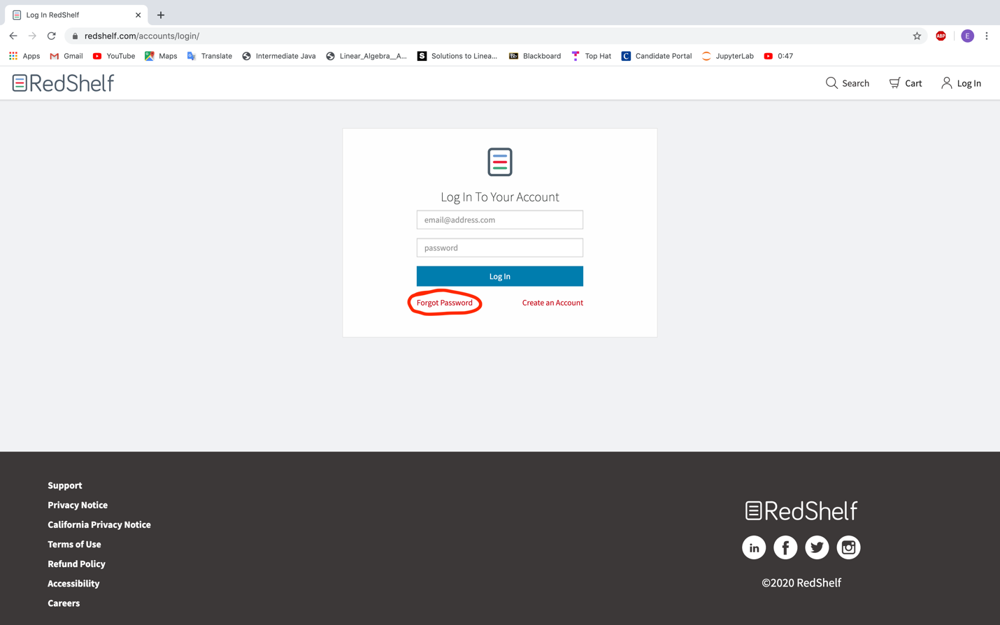 Log In RedShelf
redshelf.com/accounts/login/
ABP
E
Apps Gmail YouTube Maps Translate Intermediate Java Linear_Algebra__A... S Solutions to Linea... Bb Blackboard Top Hat C Candidate Portal JupyterLab 0:47
RedShelf
Search Cart Log In
Log In To Your Account
email@address.com
password
Log In
Forgot Password Create an Account
Support
Privacy Notice
California Privacy Notice
Terms of Use
Refund Policy
Accessibility
Careers
RedShelf
in f
©2020 RedShelf